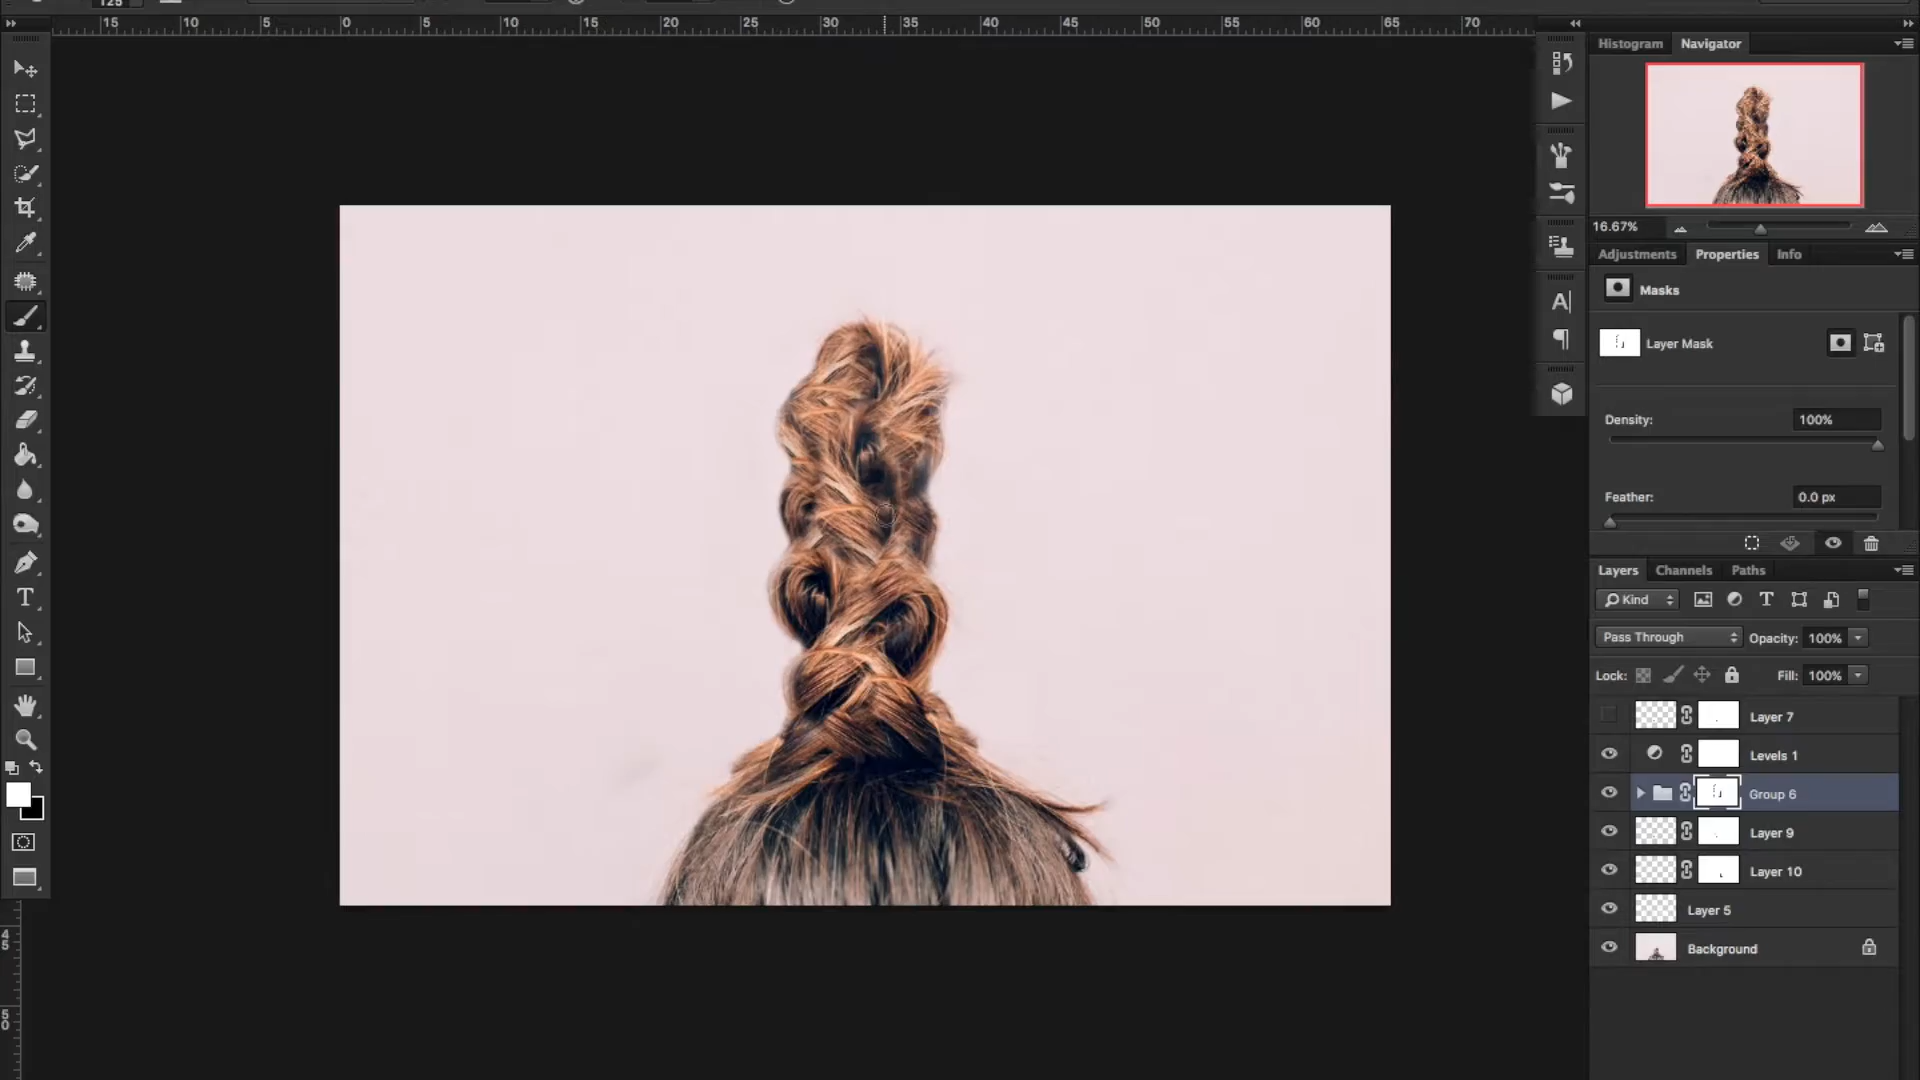 125
15 10 5 0 5 10 15 20 25 30 35 40 45 50 55 60 65 70
Histogram Navigator
16.67%
Adjustments Properties Info
Masks
Layer Mask
Density: 100%
Feather: 0.0 px
Layers Channels Paths
Kind
Pass Through Opacity: 100%
Lock: Fill: 100%
Layer 7
Levels 1
Group 6
Layer 9
Layer 10
Layer 5
Background
45
50